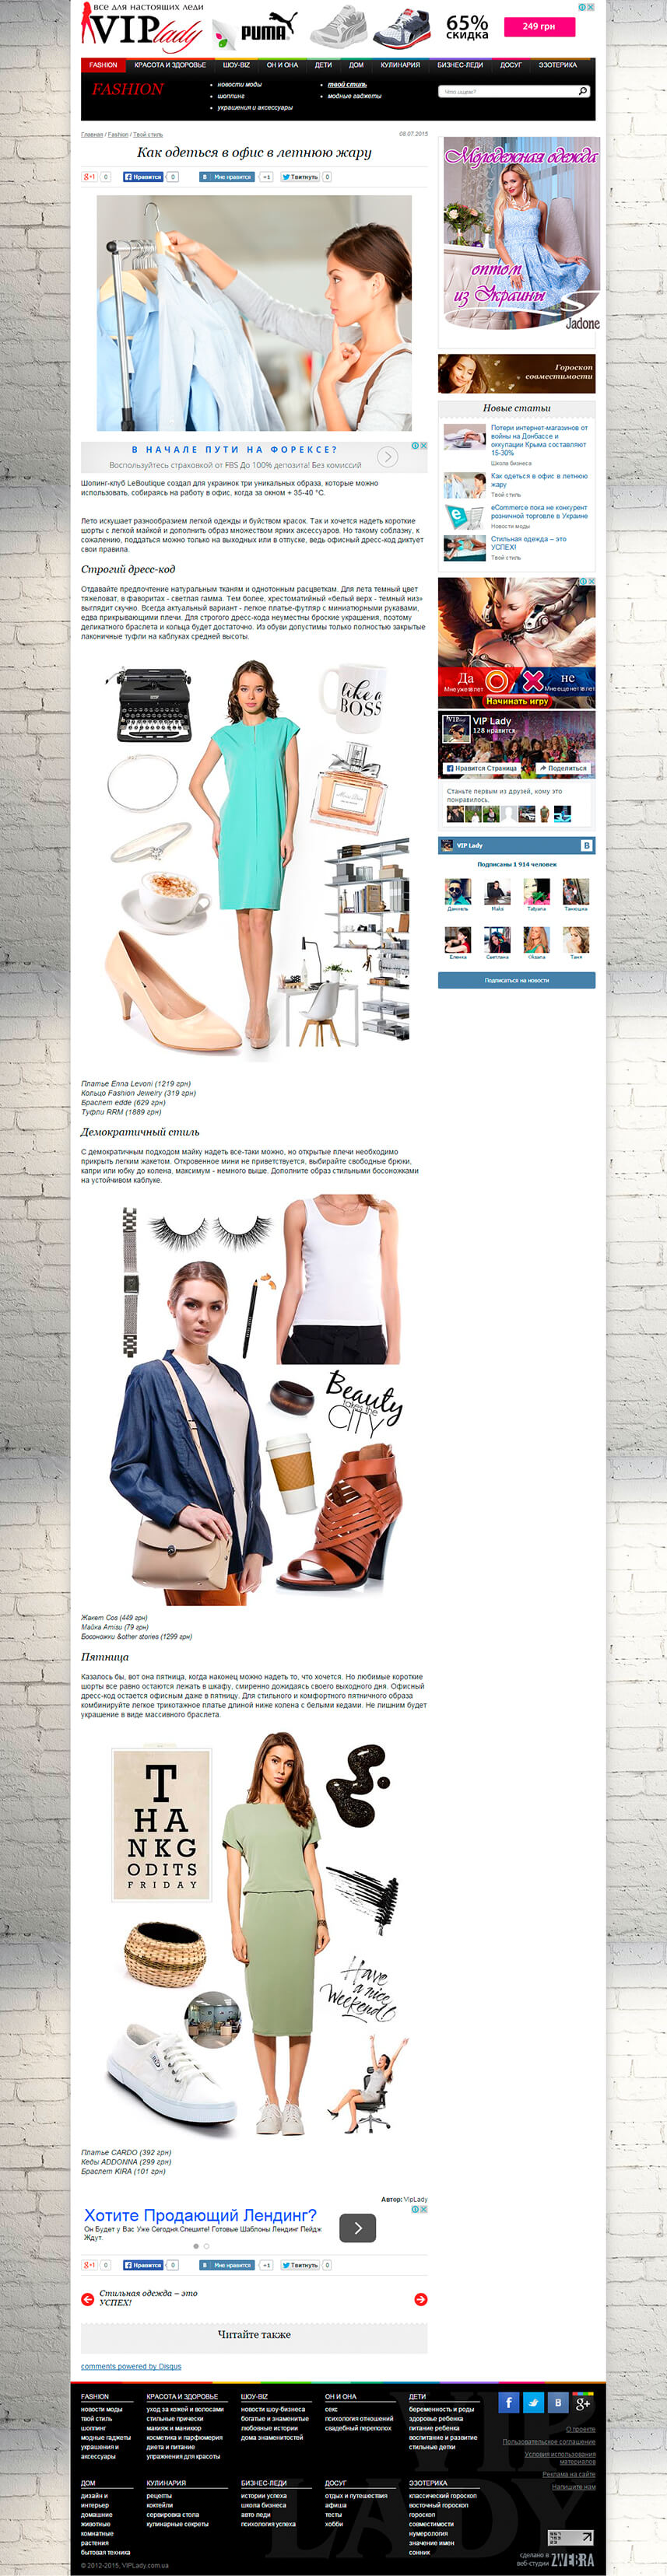 все для настоящих леди
VIPlady
PUMA
65%
скидка
249 грн
FASHION КРАСОТА И ЗДОРОВЬЕ ШОУ-BIZ ОН И ОНА ДЕТИ ДОМ КУЛИНАРИЯ БИЗНЕС-ЛЕДИ ДОСУГ ЭЗОТЕРИКА
FASHION
новости моды
шоппинг
украшения и аксессуары
твой стиль
модные гаджеты
Что ищем?
Главная / Fashion / Твой стиль
09.07.2015
Как одеться в офис в летнюю жару
g+1 0 Нравится 0 Мне нравится +1 Твитнуть 0
В НАЧАЛЕ ПУТИ НА ФОРЕКСЕ?
Воспользуйтесь страховкой от FBS До 100% депозита! Без комиссий
Шопинг-клуб LeBoutique создал для украинок три уникальных образа, которые можно
использовать, собираясь на работу в офис, когда за окном + 35-40 °C.
Лето искушает разнообразием легкой одежды и буйством красок. Так и хочется надеть короткие
шорты с легкой майкой и дополнить образ множеством ярких аксессуаров. Но такому соблазну, к
сожалению, поддаться можно только на выходных или в отпуске, ведь офисный дресс-код диктует
свои правила.
Строгий дресс-код
Отдавайте предпочтение натуральным тканям и однотонным расцветкам. Для лета темный цвет
тяжеловат, в фаворитах - светлая гамма. Тем более, хрестоматийный «белый верх - темный низ»
выглядит скучно. Всегда актуальный вариант - легкое платье-футляр с миниатюрными рукавами,
едва прикрывающими плечи. Для строгого дресс-кода неуместны броские украшения, поэтому
деликатного браслета и кольца будет достаточно. Из обуви допустимы только полностью закрытые
лаконичные туфли на каблуках средней высоты.
like a
BOSS
Платье Enna Levoni (1219 грн)
Кольцо Fashion Jewelry (319 грн)
Браслет edde (629 грн)
Туфли RRM (1889 грн)
Демократичный стиль
С демократичным подходом майку надеть все-таки можно, но открытые плечи необходимо
прикрыть легким жакетом. Откровенное мини не приветствуется, выбирайте свободные брюки,
капри или юбку до колена, максимум - немного выше. Дополните образ стильными босоножками
на устойчивом каблуке.
Beauty
takes the
CITY
Жакет Cos (449 грн)
Майка Amisu (79 грн)
Босоножки &other stories (1299 грн)
Пятница
Казалось бы, вот она пятница, когда наконец можно надеть то, что хочется. Но любимые короткие
шорты все равно остаются лежать в шкафу, смиренно дожидаясь своего выходного дня. Офисный
дресс-код остается офисным даже в пятницу. Для стильного и комфортного пятничного образа
комбинируйте легкое трикотажное платье длиной ниже колена с белыми кедами. Не лишним будет
украшение в виде массивного браслета.
T
HA
NKG
ODITS
FRIDAY
Have
a nice
Weekend!
Платье CARDO (392 грн)
Кеды ADDONNA (299 грн)
Браслет KIRA (101 грн)
Автор: VipLady
Хотите Продающий Лендинг?
Он Будет у Вас Уже Сегодня.Спешите! Готовые Шаблоны Лендинг Пейдж
Ждут.
g+1 0 Нравится 0 Мне нравится +1 Твитнуть 0
Стильная одежда – это
УСПЕХ!
Читайте также
comments powered by Disqus
Молодежная одежда
оптом
из Украины
Jadone
Гороскоп
совместимости
Новые статьи
Потери интернет-магазинов от
войны на Донбассе и
оккупации Крыма составляют
15-30%
Школа бизнеса
Как одеться в офис в летнюю
жару
Твой стиль
eCommerce пока не конкурент
розничной торговле в Украине
Новости моды
Стильная одежда – это
УСПЕХ!
Твой стиль
Да
Мне уже 18 лет
не
Мне еще нет 18 лет
Начинать игру
VIP Lady
128 нравится
Нравится Страница Поделиться
Станьте первым из друзей, кому это
понравилось.
VIP Lady
Подписаны 1 914 человек
Даниель Maks Tatyana Танюшка
Еленка Светлана Оксана Таня
Подписаться на новости
FASHION
новости моды
твой стиль
шоппинг
модные гаджеты
украшения и
аксессуары
КРАСОТА И ЗДОРОВЬЕ
уход за кожей и волосами
стильные прически
макияж и маникюр
косметика и парфюмерия
диета и питание
упражнения для красоты
ШОУ-BIZ
новости шоу-бизнеса
богатые и знаменитые
любовные истории
дома знаменитостей
ОН И ОНА
секс
психология отношений
свадебный переполох
ДЕТИ
беременность и роды
здоровье ребенка
питание ребенка
воспитание и развитие
стильные детки
О проекте
Пользовательское соглашение
Условия использования
материалов
Реклама на сайте
Напишите нам
ДОМ
дизайн и
интерьер
домашние
животные
комнатные
растения
бытовая техника
КУЛИНАРИЯ
рецепты
коктейли
сервировка стола
кулинарные секреты
БИЗНЕС-ЛЕДИ
истории успеха
школа бизнеса
авто леди
психология успеха
ДОСУГ
отдых и путешествия
афиша
тесты
хобби
ЭЗОТЕРИКА
классический гороскоп
восточный гороскоп
гороскоп
совместимости
нумерология
значение имен
сонник
VIP
LADY
© 2012-2015, VIPLady.com.ua
сделано в
веб-студии ZWEBRA